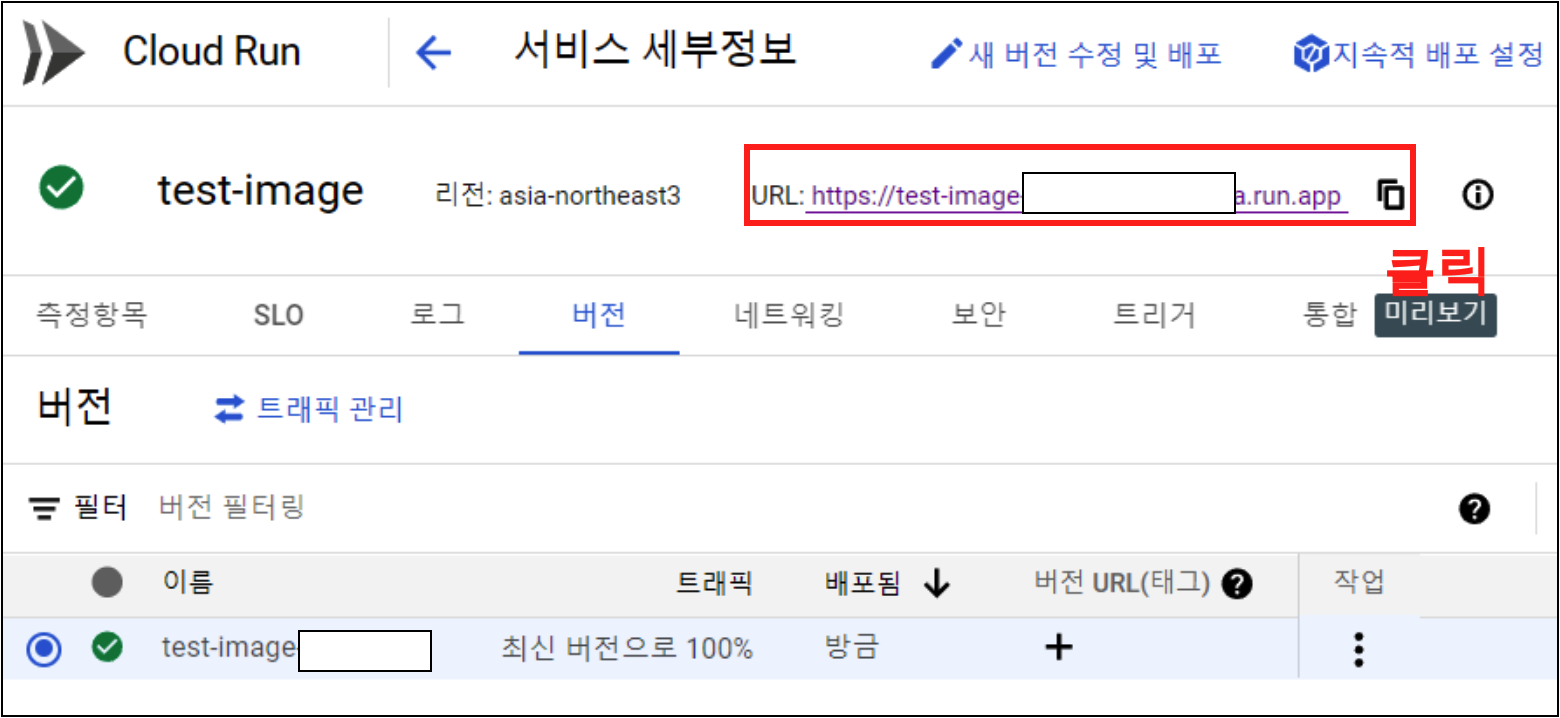 Cloud Run 서비스 세부정보 새 버전 수정 및 배포 지속적 배포 설정
test-image 리전: asia-northeast3 URL: https://test-image- a.run.app
클릭
측정항목 SLO 로그 버전 네트워킹 보안 트리거 통합 미리보기
버전 트래픽 관리
필터 버전 필터링
이름 트래픽 배포됨 버전 URL(태그) 작업
test-image- 최신 버전으로 100% 방금